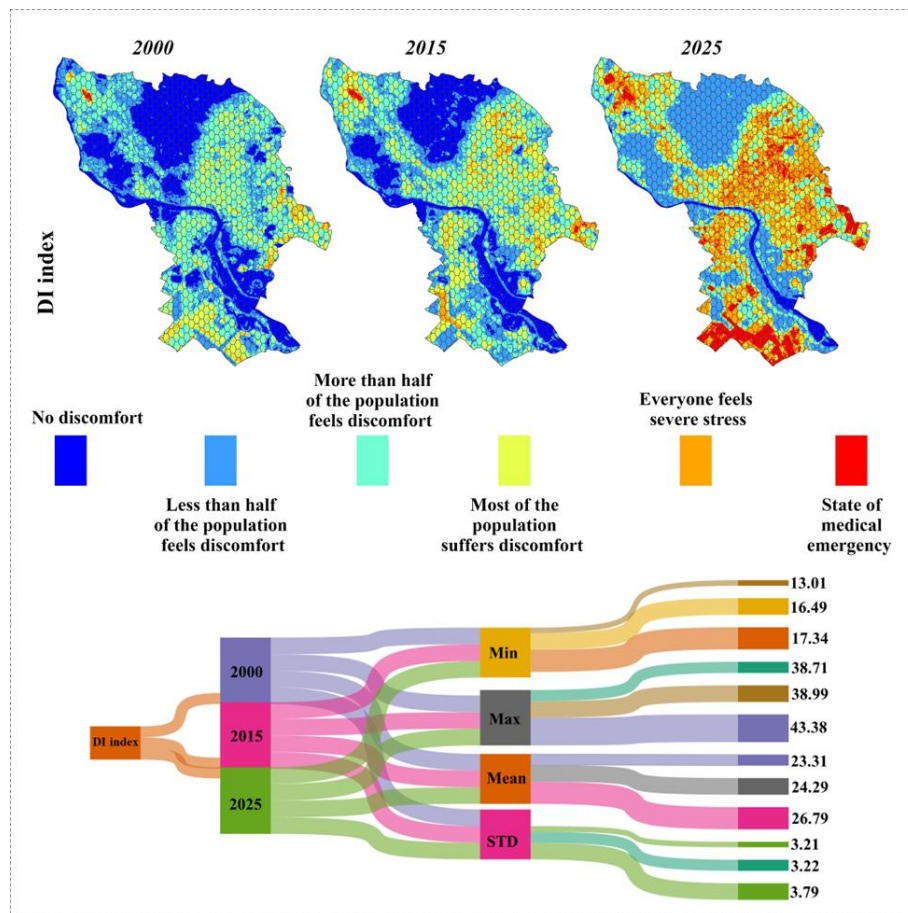 2000
2015
2025
DI index
No discomfort
Less than half
of the population
feels discomfort
More than half
of the population
feels discomfort
Most of the
population
suffers discomfort
Everyone feels
severe stress
State of
medical
emergency
DI index
2000
2015
2025
Min
Max
Mean
STD
13.01
16.49
17.34
38.71
38.99
43.38
23.31
24.29
26.79
3.21
3.22
3.79